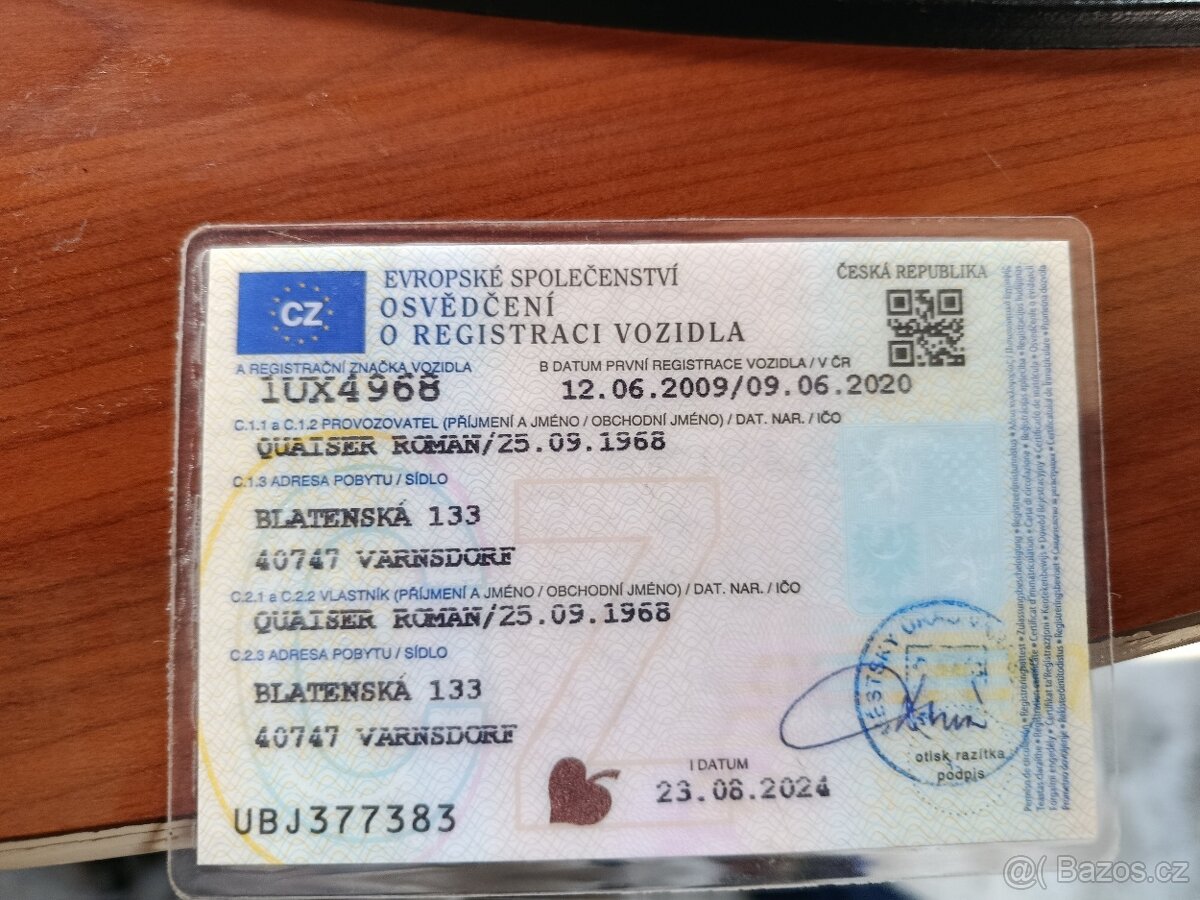 CZ
EVROPSKÉ SPOLEČENSTVÍ
OSVĚDČENÍ
O REGISTRACI VOZIDLA
ČESKÁ REPUBLIKA
A REGISTRAČNÍ ZNAČKA VOZIDLA
1UX4968
B DATUM PRVNÍ REGISTRACE VOZIDLA / V ČR
12.06.2009/09.06.2020
C.1.1 a C.1.2 PROVOZOVATEL (PŘÍJMENÍ A JMÉNO / OBCHODNÍ JMÉNO) / DAT. NAR. / IČO
QUAISER ROMAN/25.09.1968
C.1.3 ADRESA POBYTU / SÍDLO
BLATENSKÁ 133
40747 VARNSDORF
C.2.1 a C.2.2 VLASTNÍK (PŘÍJMENÍ A JMÉNO / OBCHODNÍ JMÉNO) / DAT. NAR. / IČO
QUAISER ROMAN/25.09.1968
C.2.3 ADRESA POBYTU / SÍDLO
BLATENSKÁ 133
40747 VARNSDORF
otisk razítka
podpis
I DATUM
23.08.2024
UBJ377383
@( Bazos.cz